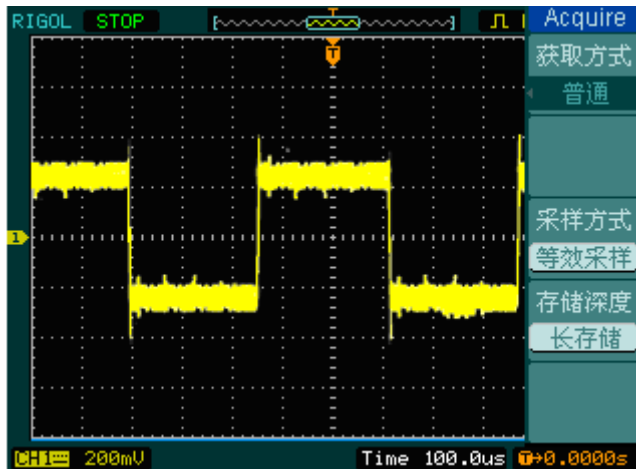 RIGOL STOP T Acquire
T
获取方式
普通
1
采样方式
等效采样
存储深度
长存储
CH1 200mV Time 100.0us T→0.0000s